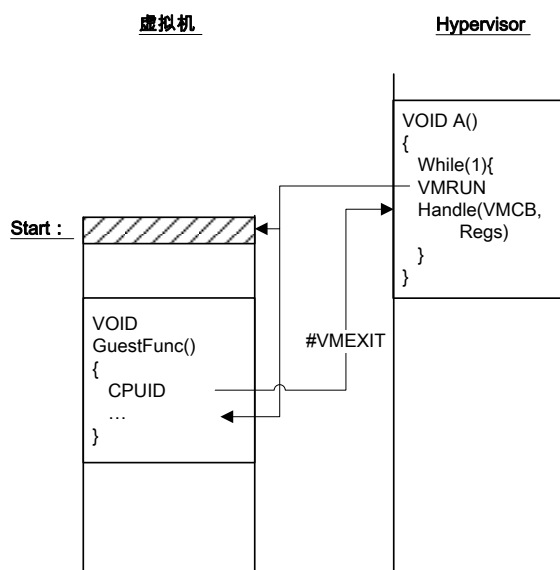 虚拟机
Hypervisor
VOID A()
{
While(1){
VMRUN
Handle(VMCB,
Regs)
}
}
Start：
#VMEXIT
VOID
GuestFunc()
{
CPUID
…
}